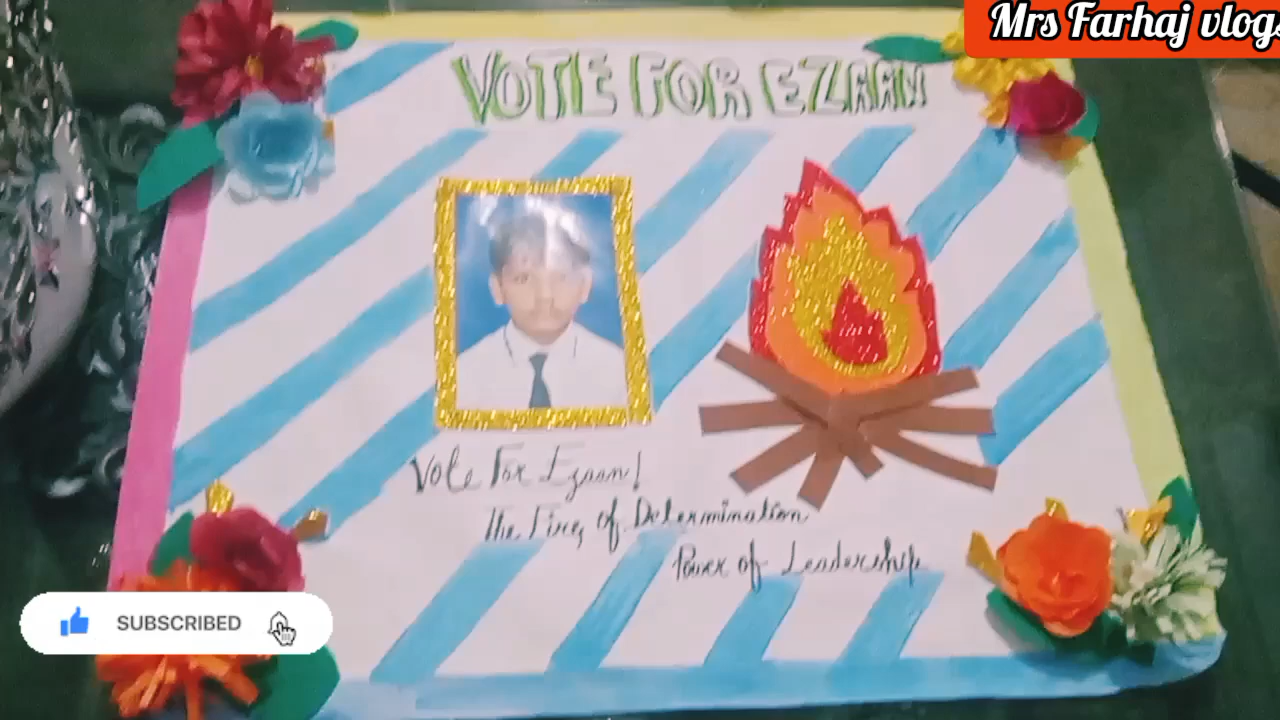 Mrs Farhaj vlogs
VOTE FOR EZAAN
Vote For Ezaan!
The Fire of Determination
Power of Leadership
SUBSCRIBED